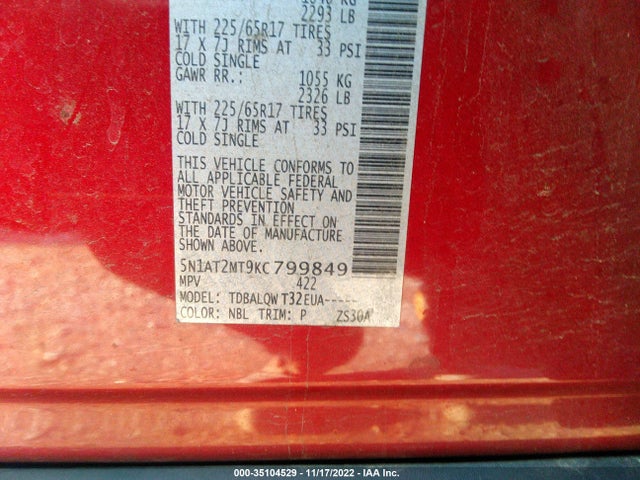 2293 LB
WITH 225/65R17 TIRES
17 X 7J RIMS AT 33 PSI
COLD SINGLE
GAWR RR.: 1055 KG
2326 LB
WITH 225/65R17 TIRES
17 X 7J RIMS AT 33 PSI
COLD SINGLE
THIS VEHICLE CONFORMS TO
ALL APPLICABLE FEDERAL
MOTOR VEHICLE SAFETY AND
THEFT PREVENTION
STANDARDS IN EFFECT ON
THE DATE OF MANUFACTURE
SHOWN ABOVE.
5N1AT2MT9KC799849
MPV 422
MODEL: TDBALQW T32EUA-----
COLOR: NBL TRIM: P ZS30A
000-35104529 - 11/17/2022 - IAA Inc.